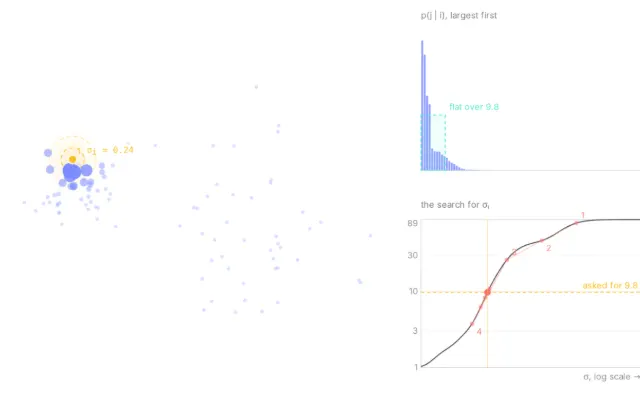 p(j | i), largest first
flat over 9.8
σi = 0.24
the search for σi
89
30
10
3
1
1
2
3
4
asked for 9.8
σ, log scale →